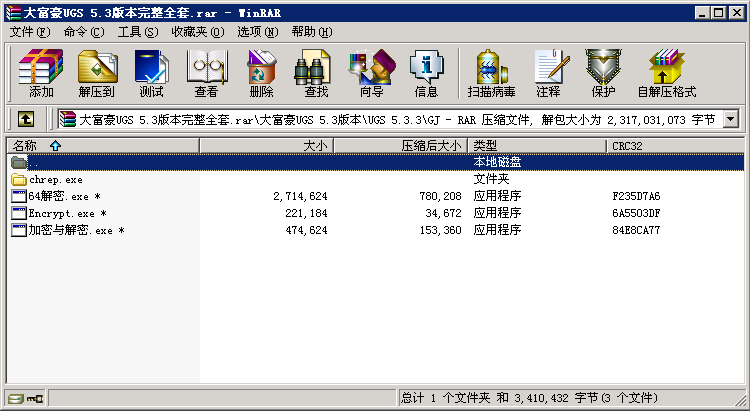 大富豪UGS 5.3版本完整全套.rar - WinRAR
文件(F) 命令(C) 工具(S) 收藏夹(O) 选项(N) 帮助(H)
添加 解压到 测试 查看 删除 查找 向导 信息 扫描病毒 注释 保护 自解压格式
大富豪UGS 5.3版本完整全套.rar\大富豪UGS 5.3版本\UGS 5.3.3\GJ - RAR 压缩文件, 解包大小为 2,317,031,073 字节
名称 大小 压缩后大小 类型 CRC32
.. 本地磁盘
chrep.exe 文件夹
64解密.exe * 2,714,624 780,208 应用程序 F235D7A6
Encrypt.exe * 221,184 34,672 应用程序 6A5503DF
加密与解密.exe * 474,624 153,360 应用程序 84E8CA77
总计 1 个文件夹 和 3,410,432 字节(3 个文件)